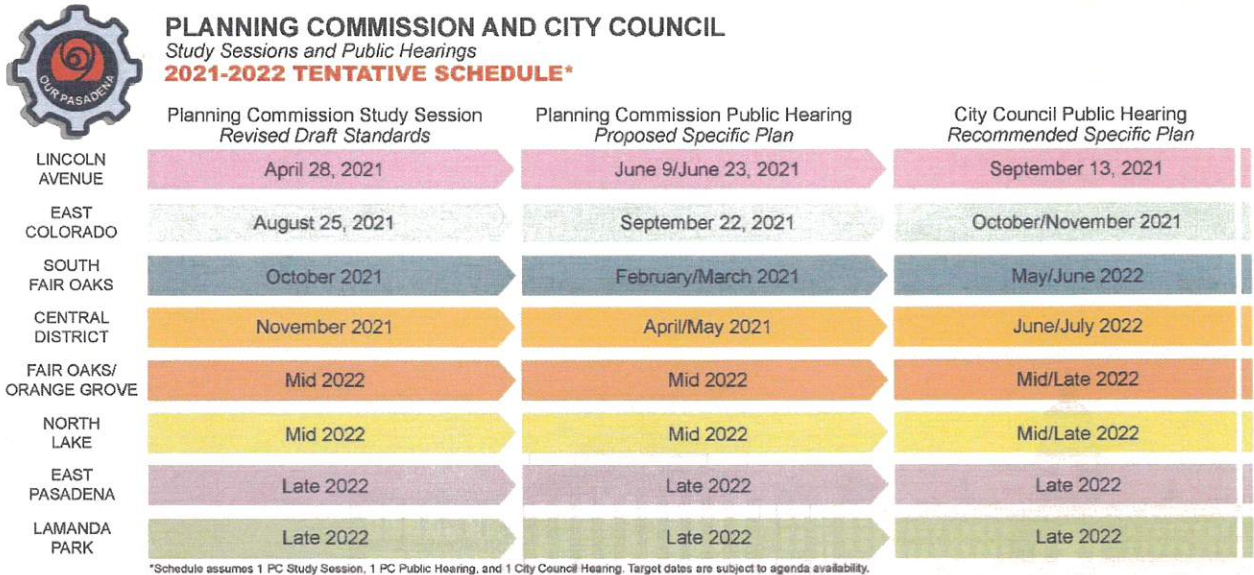 OUR PASADENA
PLANNING COMMISSION AND CITY COUNCIL
Study Sessions and Public Hearings
2021-2022 TENTATIVE SCHEDULE*
Planning Commission Study Session
Revised Draft Standards
Planning Commission Public Hearing
Proposed Specific Plan
City Council Public Hearing
Recommended Specific Plan
LINCOLN
AVENUE
April 28, 2021
June 9/June 23, 2021
September 13, 2021
EAST
COLORADO
August 25, 2021
September 22, 2021
October/November 2021
SOUTH
FAIR OAKS
October 2021
February/March 2021
May/June 2022
CENTRAL
DISTRICT
November 2021
April/May 2021
June/July 2022
FAIR OAKS/
ORANGE GROVE
Mid 2022
Mid 2022
Mid/Late 2022
NORTH
LAKE
Mid 2022
Mid 2022
Mid/Late 2022
EAST
PASADENA
Late 2022
Late 2022
Late 2022
LAMANDA
PARK
Late 2022
Late 2022
Late 2022
*Schedule assumes 1 PC Study Session, 1 PC Public Hearing, and 1 City Council Hearing. Target dates are subject to agenda availability.